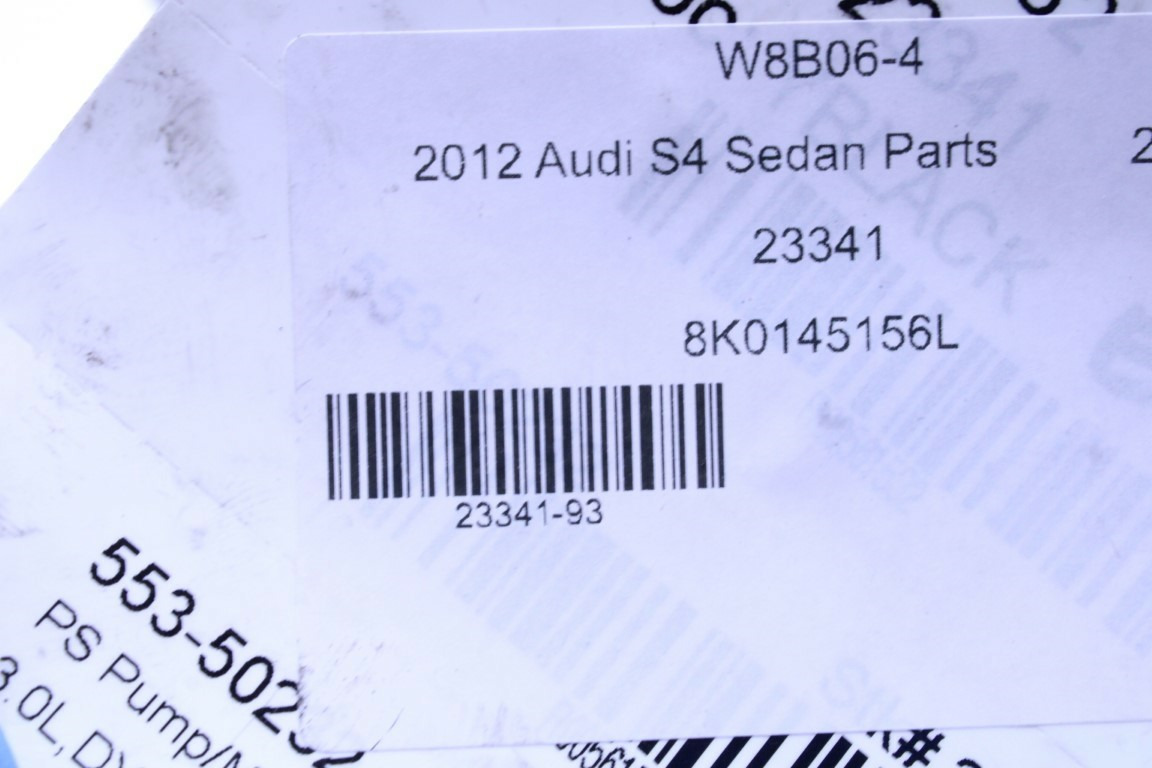 W8B06-4
2012 Audi S4 Sedan Parts
23341
8K0145156L
23341-93
553-502
PS Pump/
3.0L,